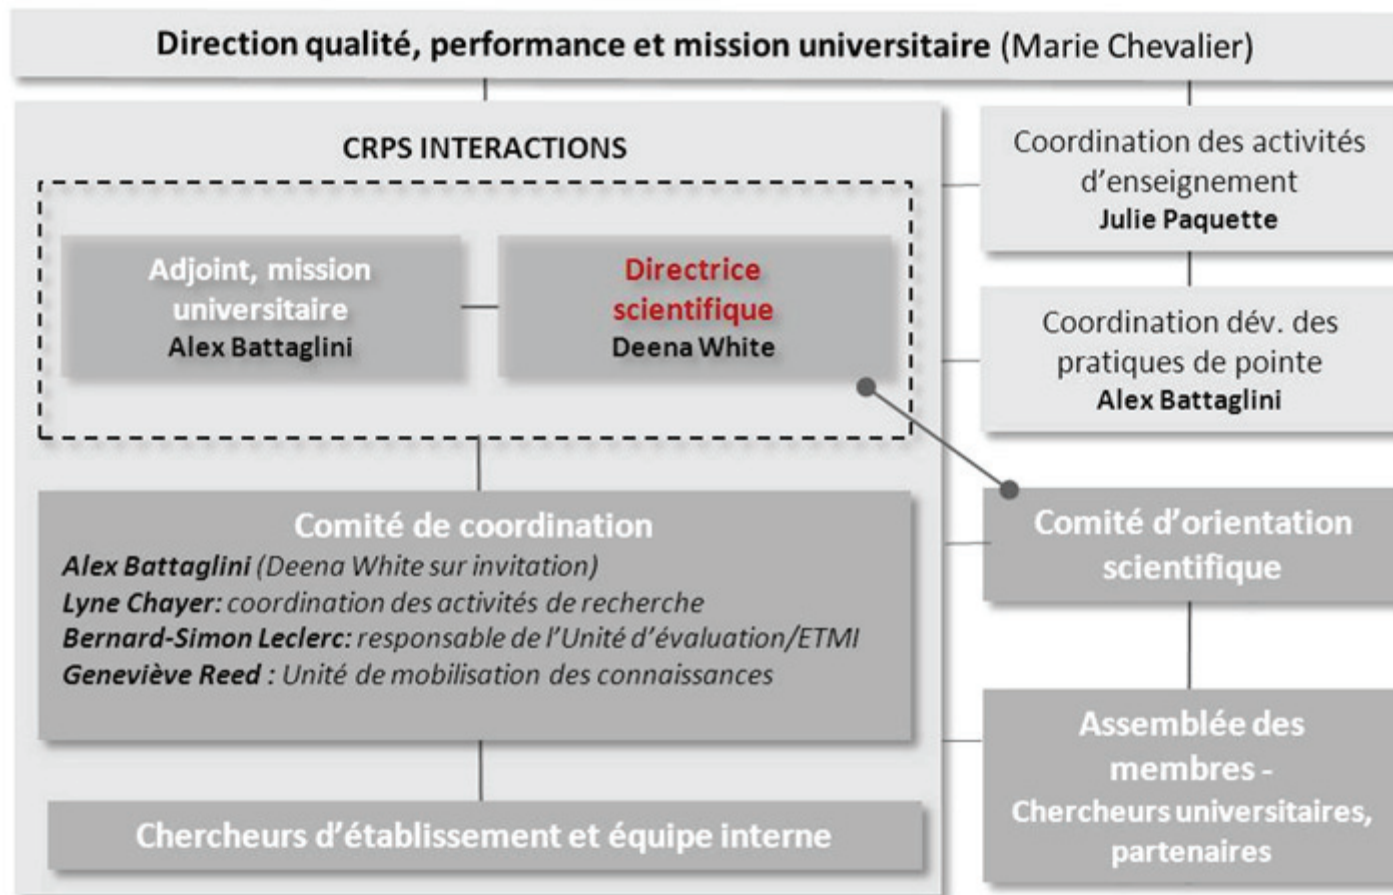 Direction qualité, performance et mission universitaire (Marie Chevalier)
CRPS INTERACTIONS
Adjoint, mission
universitaire
Alex Battaglini
Directrice
scientifique
Deena White
Comité de coordination
Alex Battaglini (Deena White sur invitation)
Lyne Chayer: coordination des activités de recherche
Bernard-Simon Leclerc: responsable de l'Unité d'évaluation/ETMI
Geneviève Reed : Unité de mobilisation des connaissances
Chercheurs d'établissement et équipe interne
Coordination des activités
d'enseignement
Julie Paquette
Coordination dév. des
pratiques de pointe
Alex Battaglini
Comité d'orientation
scientifique
Assemblée des
membres -
Chercheurs universitaires,
partenaires